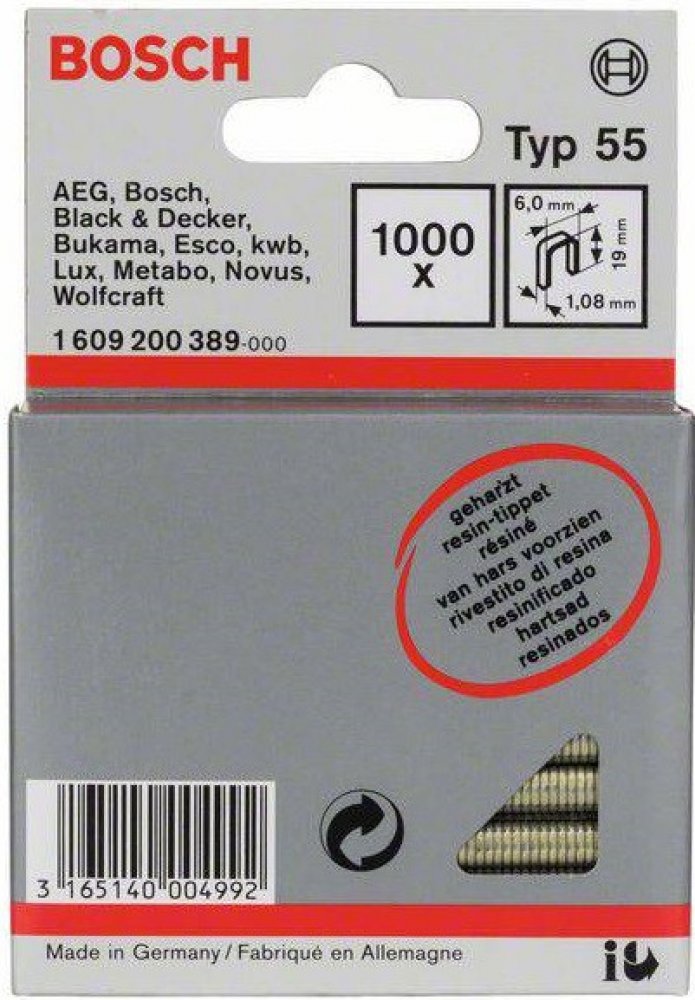 BOSCH
Typ 55
AEG, Bosch,
Black & Decker,
Bukama, Esco, kwb,
Lux, Metabo, Novus,
Wolfcraft
1 609 200 389-000
1000
x
6,0 mm
19 mm
1,08 mm
geharzt
resin-tippet
résiné
van hars voorzien
rivestito di resina
resinificado
hartsad
resinados
3 165140 004992
Made in Germany / Fabriqué en Allemagne